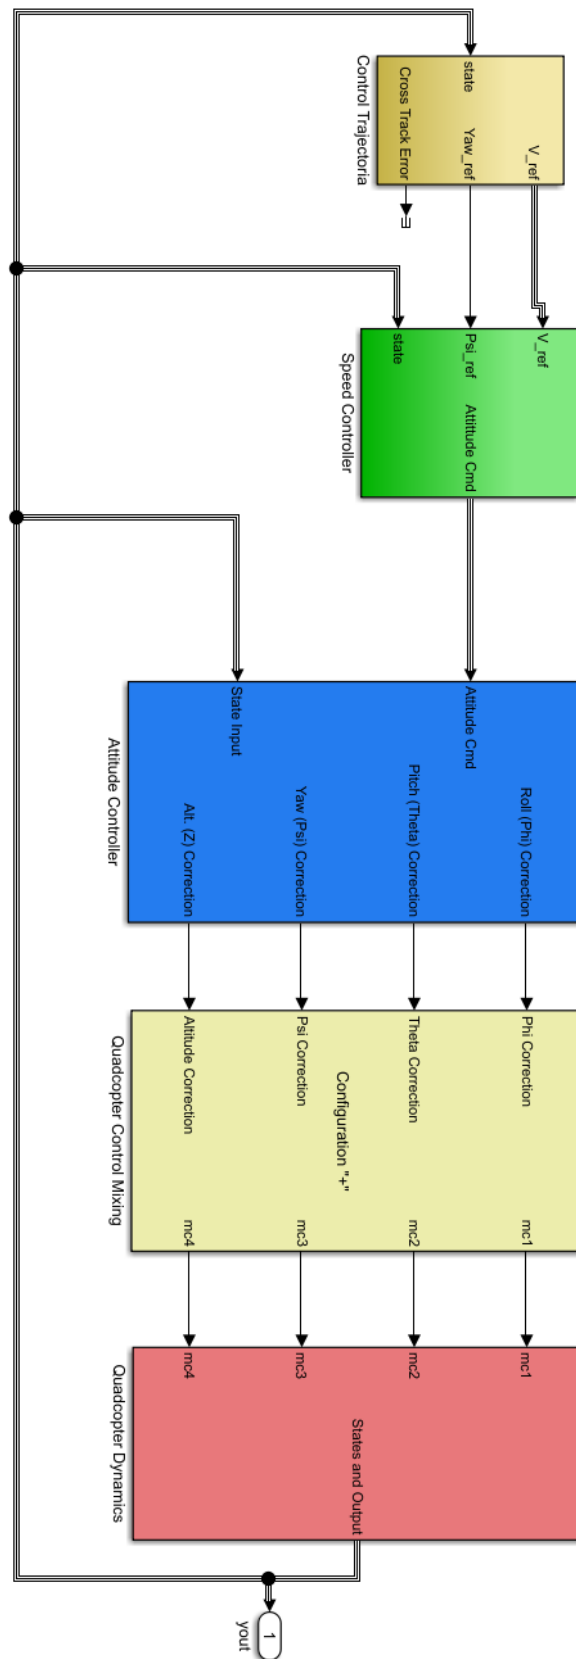 V_ref
Yaw_ref
Cross Track Error
state
Control Trajectoria
V_ref
Psi_ref
state
Attittude Cmd
Speed Controller
Attitude Cmd
State Input
Roll (Phi) Correction
Pitch (Theta) Correction
Yaw (Psi) Correction
Alt. (Z) Correction
Attitude Controller
Phi Correction
Theta Correction
Psi Correction
Altitude Correction
Configuration "+"
mc1
mc2
mc3
mc4
Quadcopter Control Mixing
mc1
mc2
mc3
mc4
States and Output
Quadcopter Dynamics
1
yout